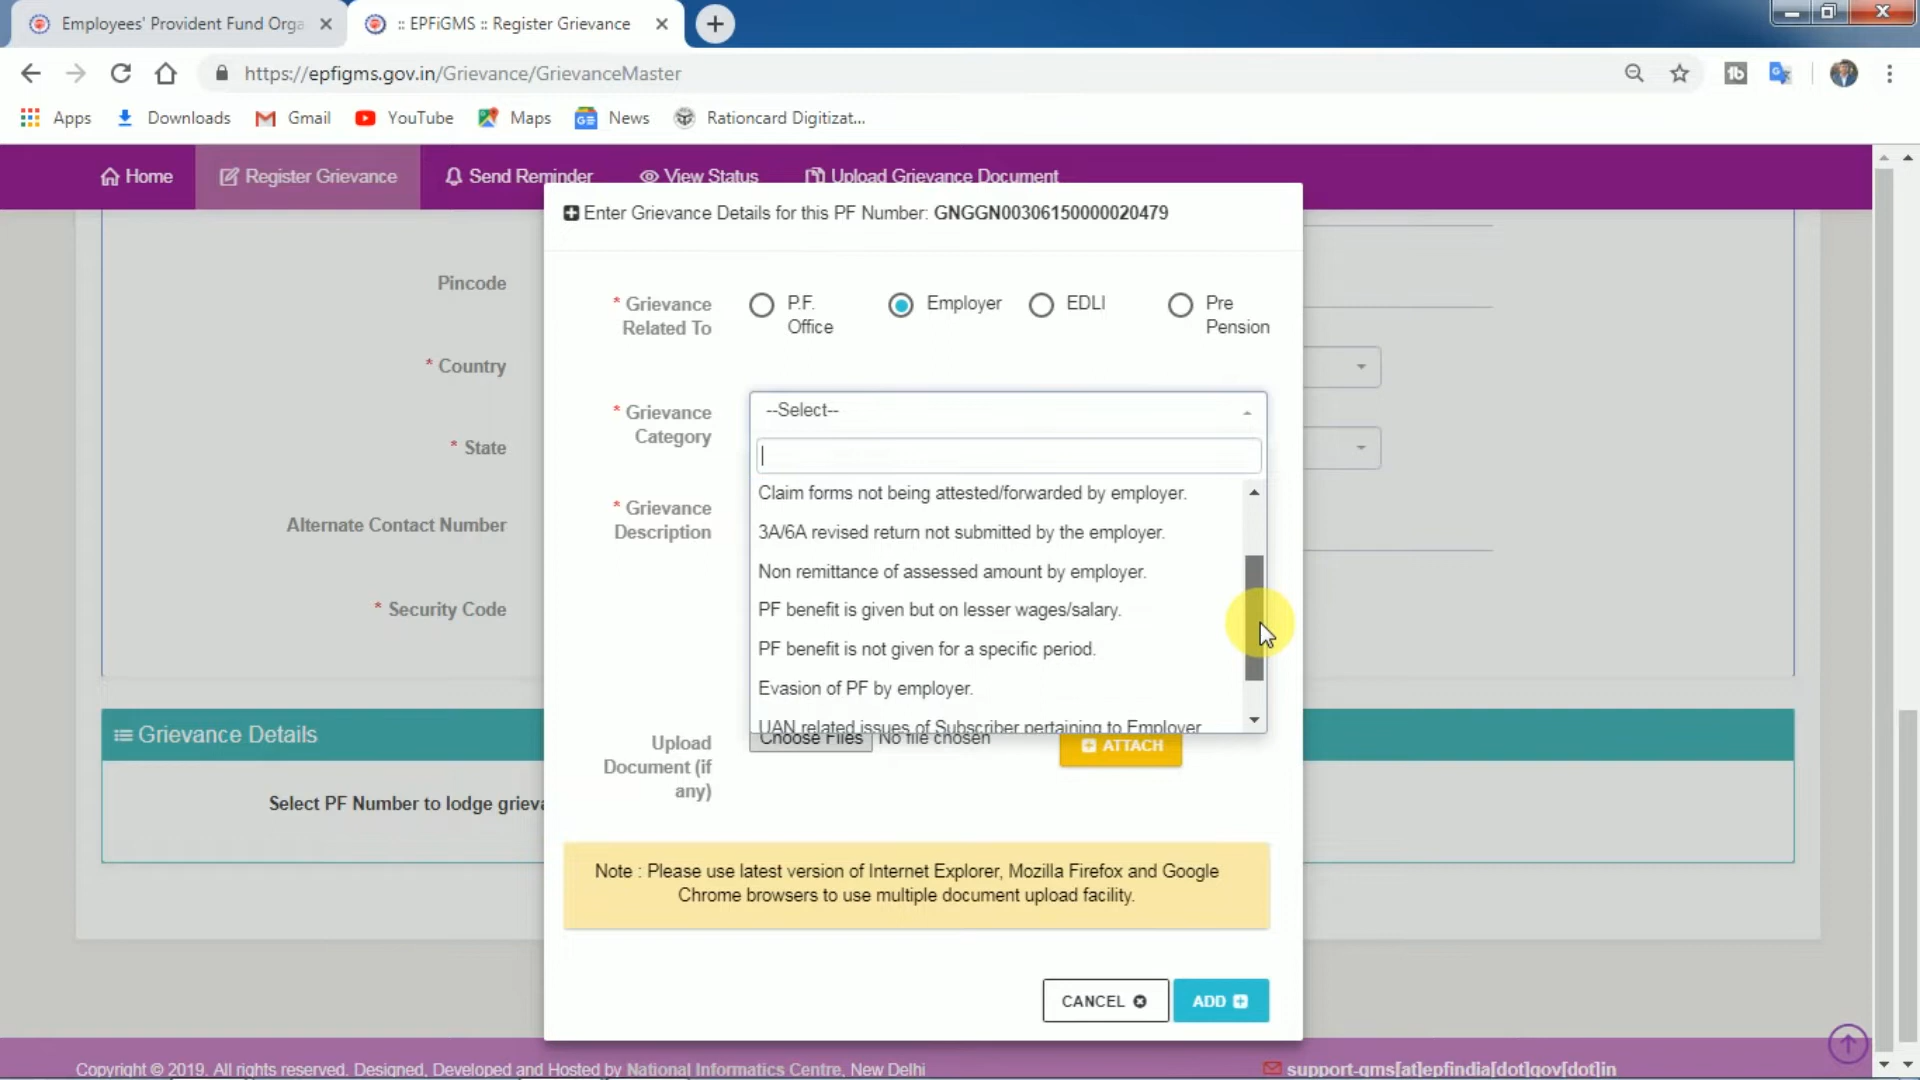 Employees' Provident Fund Orga
:: EPFiGMS :: Register Grievance
https://epfigms.gov.in/Grievance/GrievanceMaster
Apps Downloads Gmail YouTube Maps News Rationcard Digitizat...
Home Register Grievance Send Reminder View Status Upload Grievance Document
Enter Grievance Details for this PF Number: GNGGN00306150000020479
Pincode
* Country
* State
Alternate Contact Number
* Security Code
* Grievance
Related To
P.F.
Office
Employer
EDLI
Pre
Pension
* Grievance
Category
--Select--
Claim forms not being attested/forwarded by employer.
3A/6A revised return not submitted by the employer.
Non remittance of assessed amount by employer.
PF benefit is given but on lesser wages/salary.
PF benefit is not given for a specific period.
Evasion of PF by employer.
UAN related issues of Subscriber pertaining to Employer
* Grievance
Description
Upload
Document (if
any)
Choose Files No file chosen
ATTACH
Grievance Details
Select PF Number to lodge grieva
Note : Please use latest version of Internet Explorer, Mozilla Firefox and Google
Chrome browsers to use multiple document upload facility.
CANCEL ADD
Copyright © 2019. All rights reserved. Designed, Developed and Hosted by National Informatics Centre, New Delhi
support-gms[at]epfindia[dot]gov[dot]in